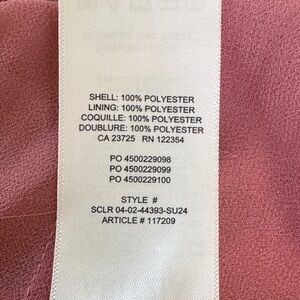 SHELL: 100% POLYESTER
LINING: 100% POLYESTER
COQUILLE: 100% POLYESTER
DOUBLURE: 100% POLYESTER
CA 23725 RN 122354
PO 4500229098
PO 4500229099
PO 4500229100
STYLE #
SCLR 04-02-44393-SU24
ARTICLE # 117209